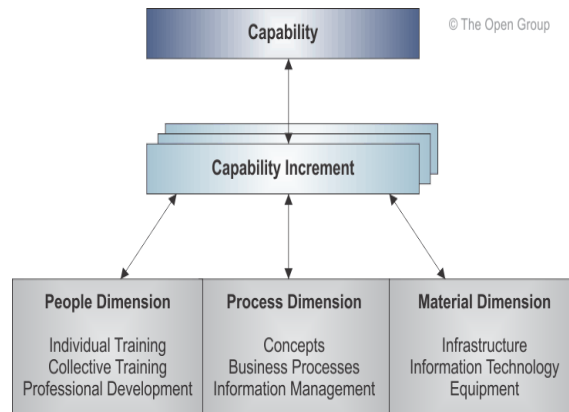 Capability
© The Open Group
Capability Increment
People Dimension
Individual Training
Collective Training
Professional Development
Process Dimension
Concepts
Business Processes
Information Management
Material Dimension
Infrastructure
Information Technology
Equipment